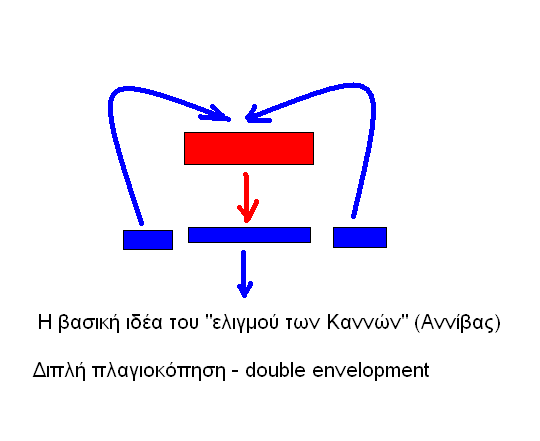 Η βασική ιδέα του "ελιγμού των Καννών" (Αννίβας)
Διπλή πλαγιοκόπηση - double envelopment